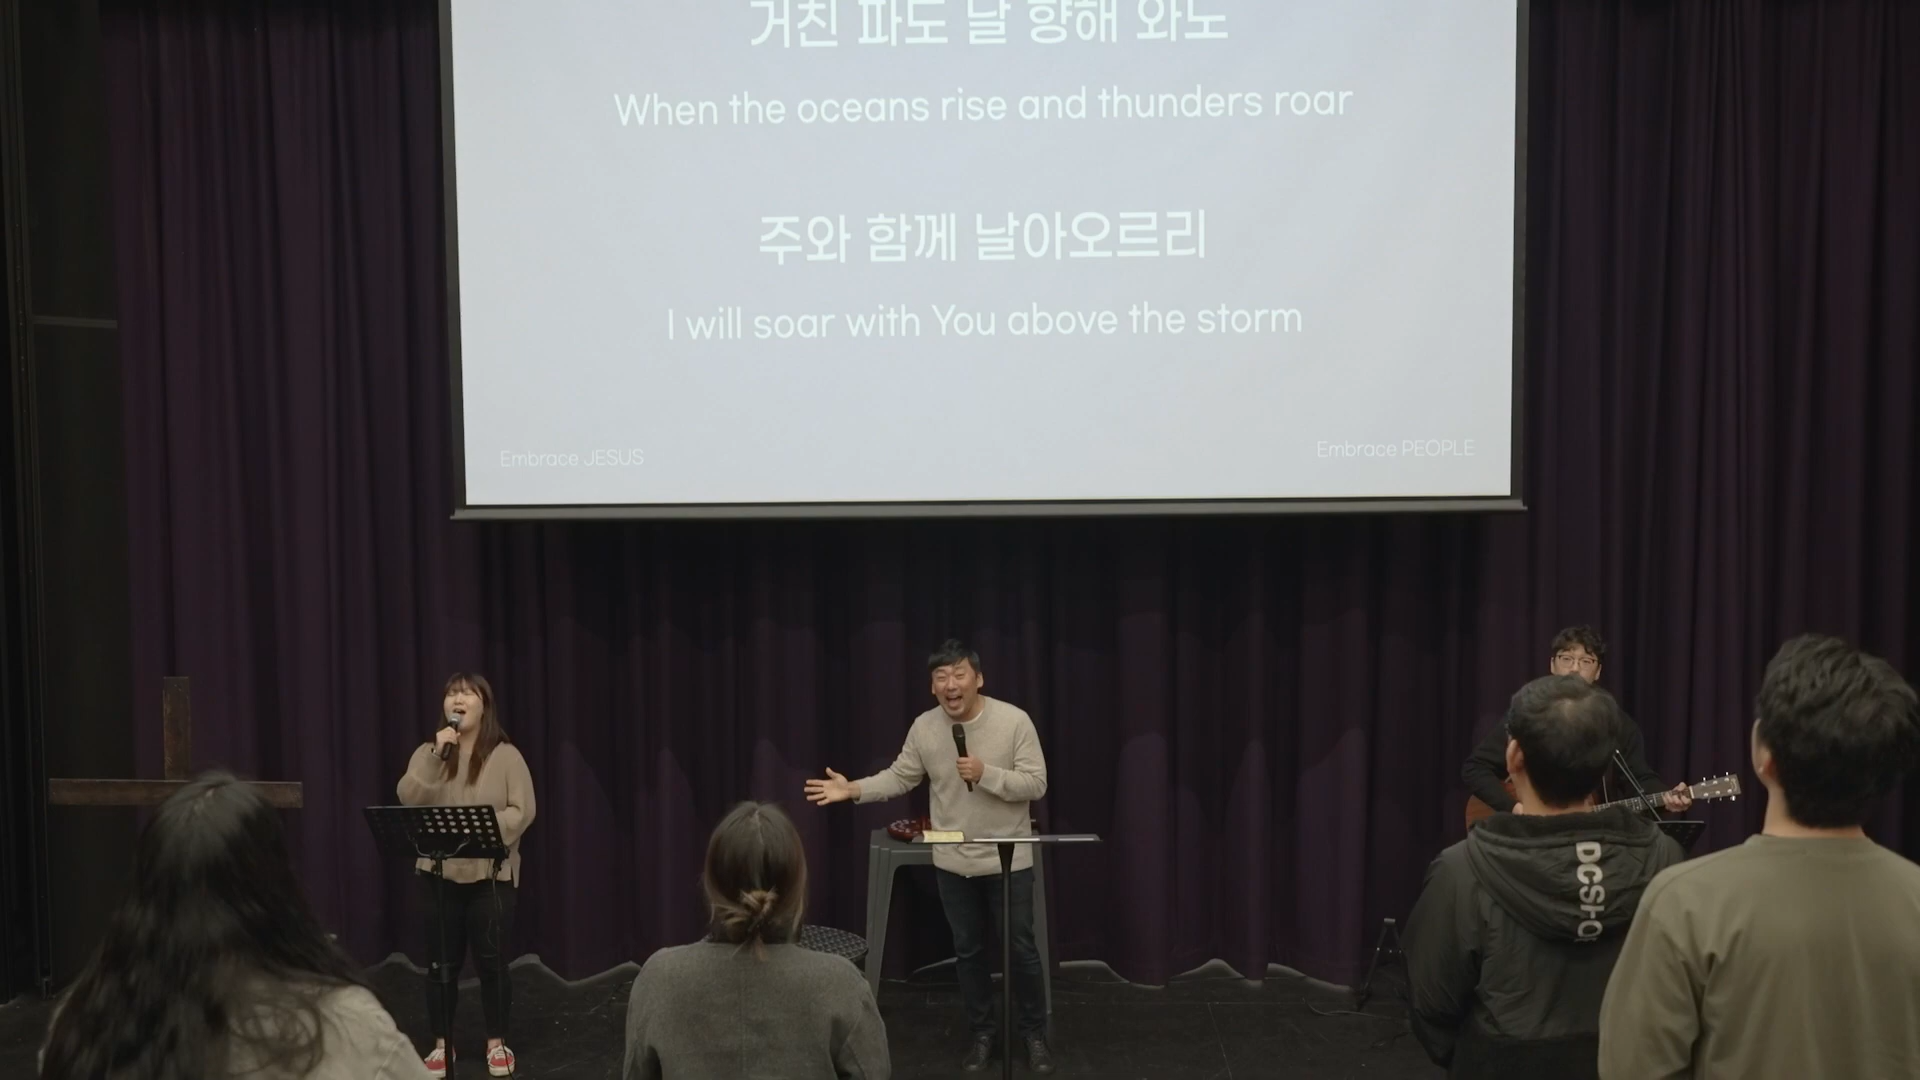 거친 파도 날 향해 와도
When the oceans rise and thunders roar
주와 함께 날아오르리
I will soar with You above the storm
Embrace JESUS
Embrace PEOPLE